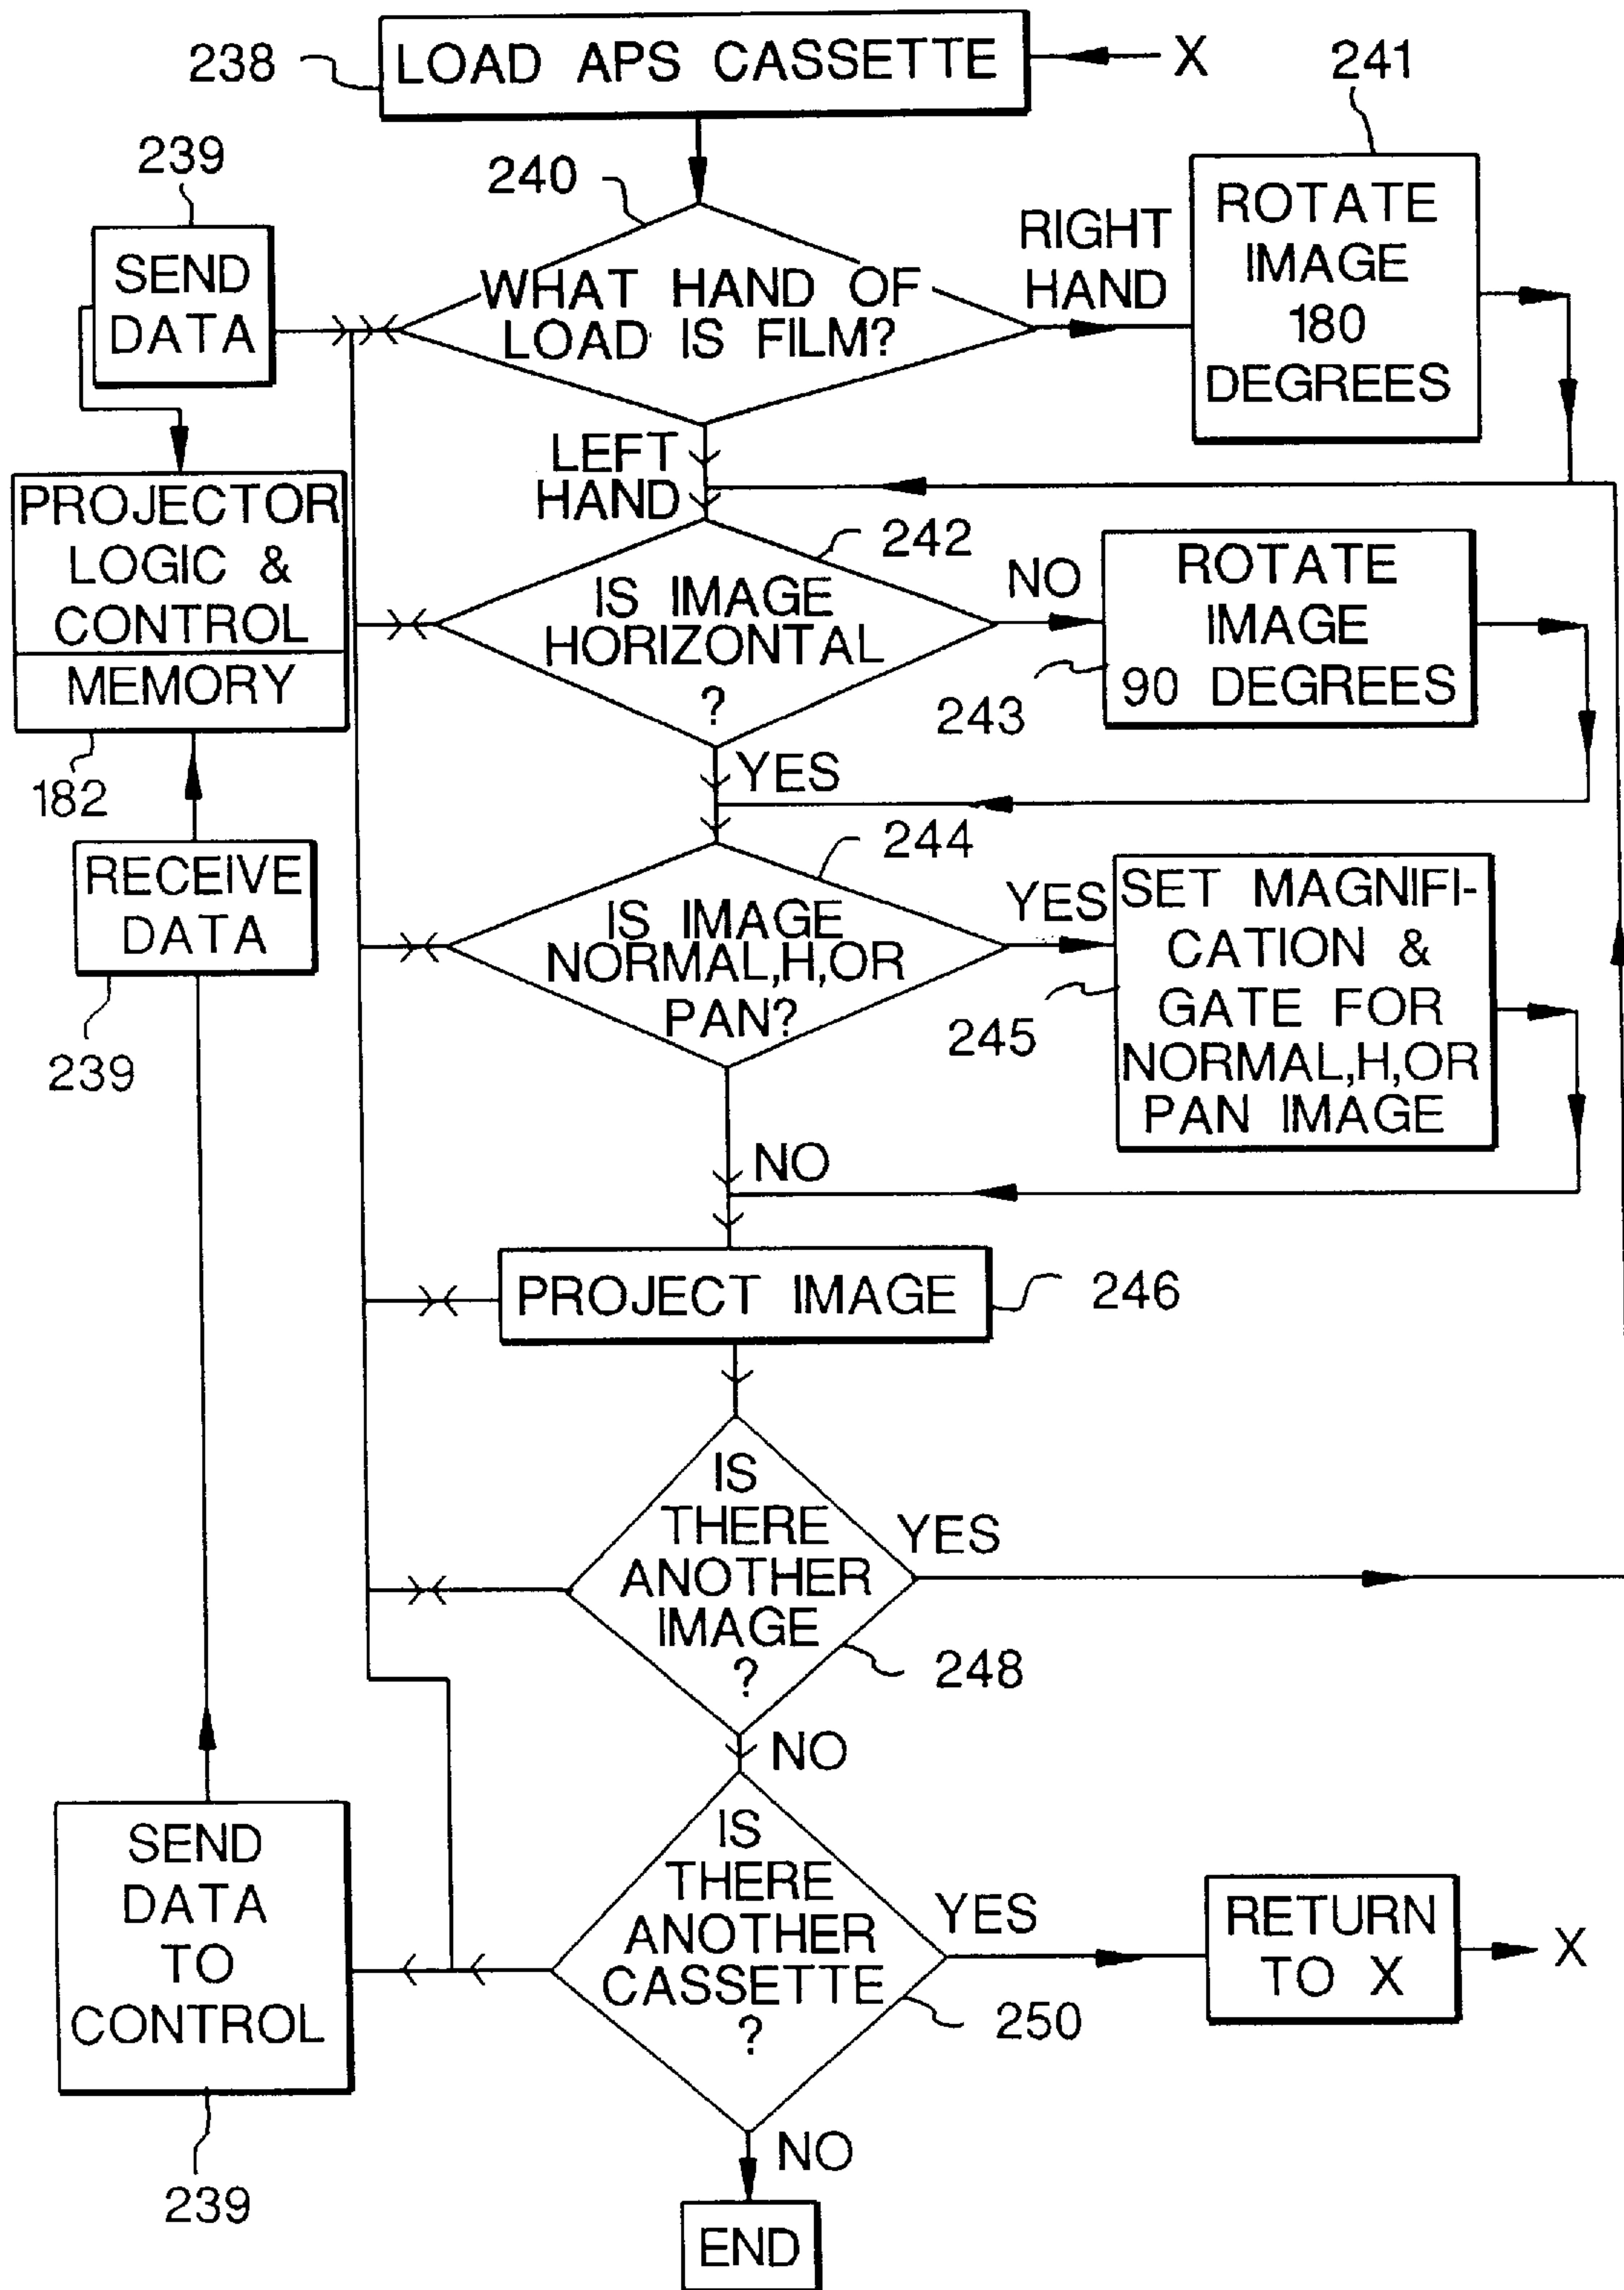 238
LOAD APS CASSETTE
X
241
239
240
SEND
DATA
WHAT HAND OF
LOAD IS FILM?
RIGHT
HAND
ROTATE
IMAGE
180
DEGREES
LEFT
HAND
PROJECTOR
LOGIC &
CONTROL
MEMORY
182
242
IS IMAGE
HORIZONTAL
?
NO
ROTATE
IMAGE
90 DEGREES
243
YES
RECEIVE
DATA
239
244
IS IMAGE
NORMAL,H,OR
PAN?
YES
SET MAGNIFI-
CATION &
GATE FOR
NORMAL,H,OR
PAN IMAGE
245
NO
PROJECT IMAGE
246
IS
THERE
ANOTHER
IMAGE
?
YES
248
NO
SEND
DATA
TO
CONTROL
239
IS
THERE
ANOTHER
CASSETTE
?
YES
250
RETURN
TO X
X
NO
END